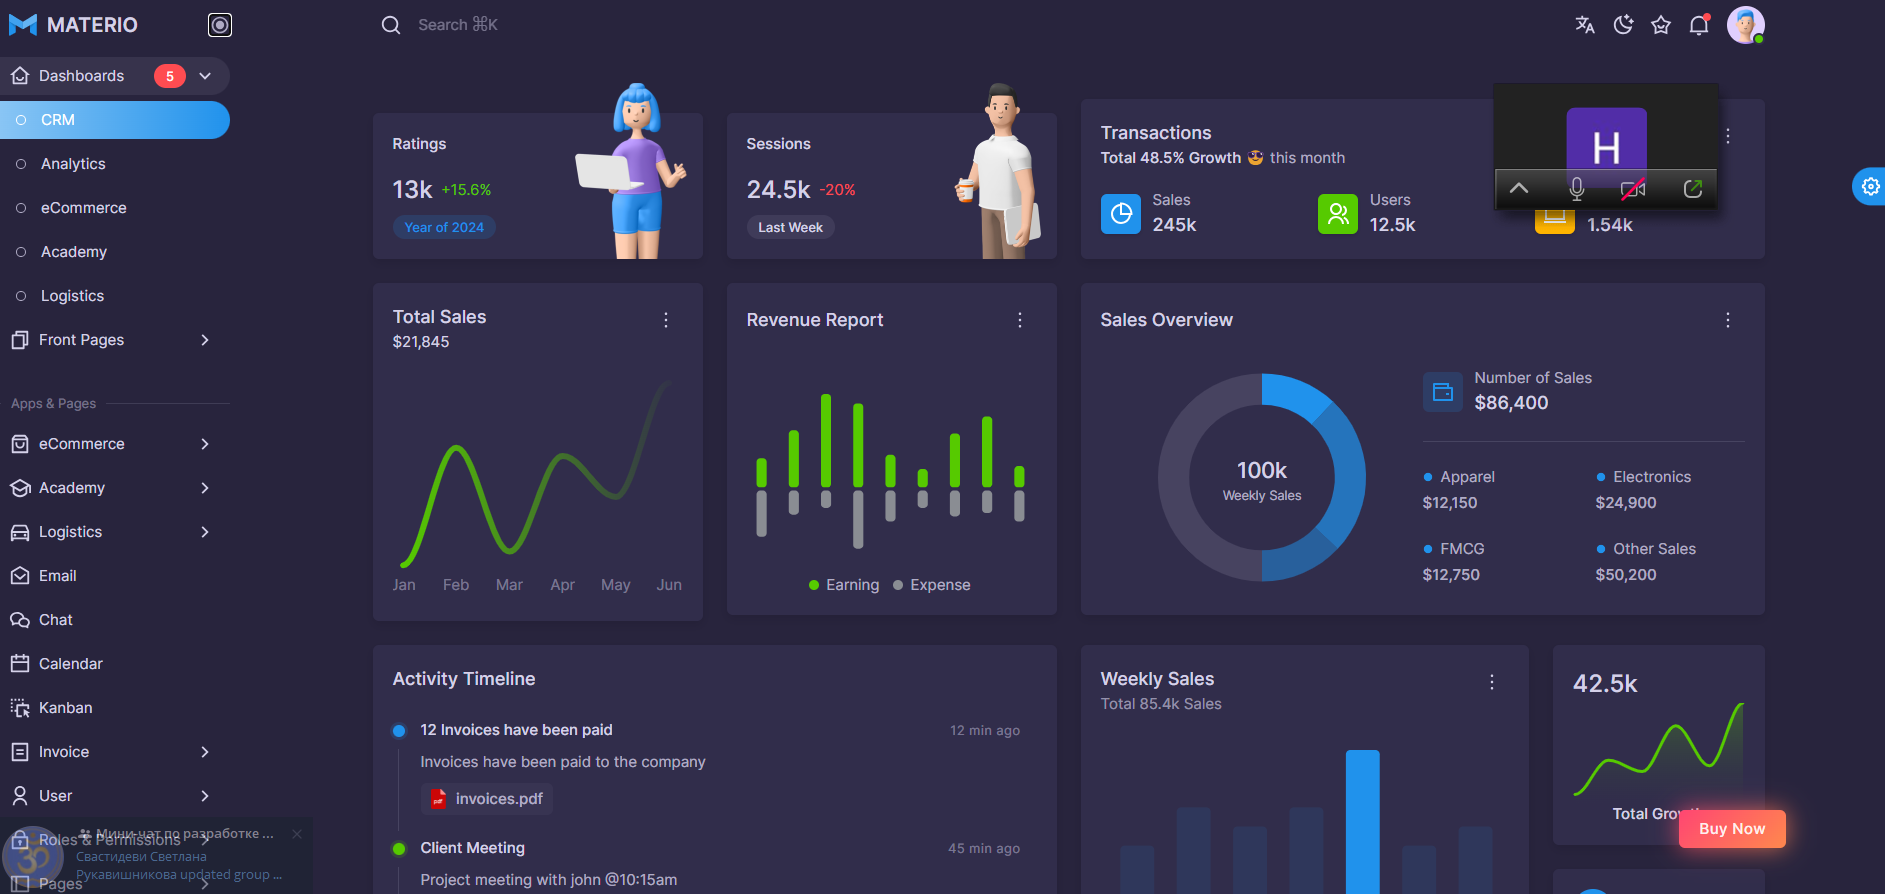 MATERIO
Search ⌘K
Dashboards 5
CRM
Analytics
eCommerce
Academy
Logistics
Front Pages
Apps & Pages
eCommerce
Academy
Logistics
Email
Chat
Calendar
Kanban
Invoice
User
Roles & Permissions
Pages
Мини-чат по разработке ...
Свастидеви Светлана
Рукавишникова updated group ...
Ratings
13k +15.6%
Year of 2024
Sessions
24.5k -20%
Last Week
Transactions
Total 48.5% Growth 😎 this month
Sales
245k
Users
12.5k
1.54k
H
Total Sales
$21,845
Jan Feb Mar Apr May Jun
Revenue Report
Earning Expense
Sales Overview
100k
Weekly Sales
Number of Sales
$86,400
Apparel
$12,150
Electronics
$24,900
FMCG
$12,750
Other Sales
$50,200
Activity Timeline
12 Invoices have been paid 12 min ago
Invoices have been paid to the company
invoices.pdf
Client Meeting 45 min ago
Project meeting with john @10:15am
Weekly Sales
Total 85.4k Sales
42.5k
Total Growth
Buy Now